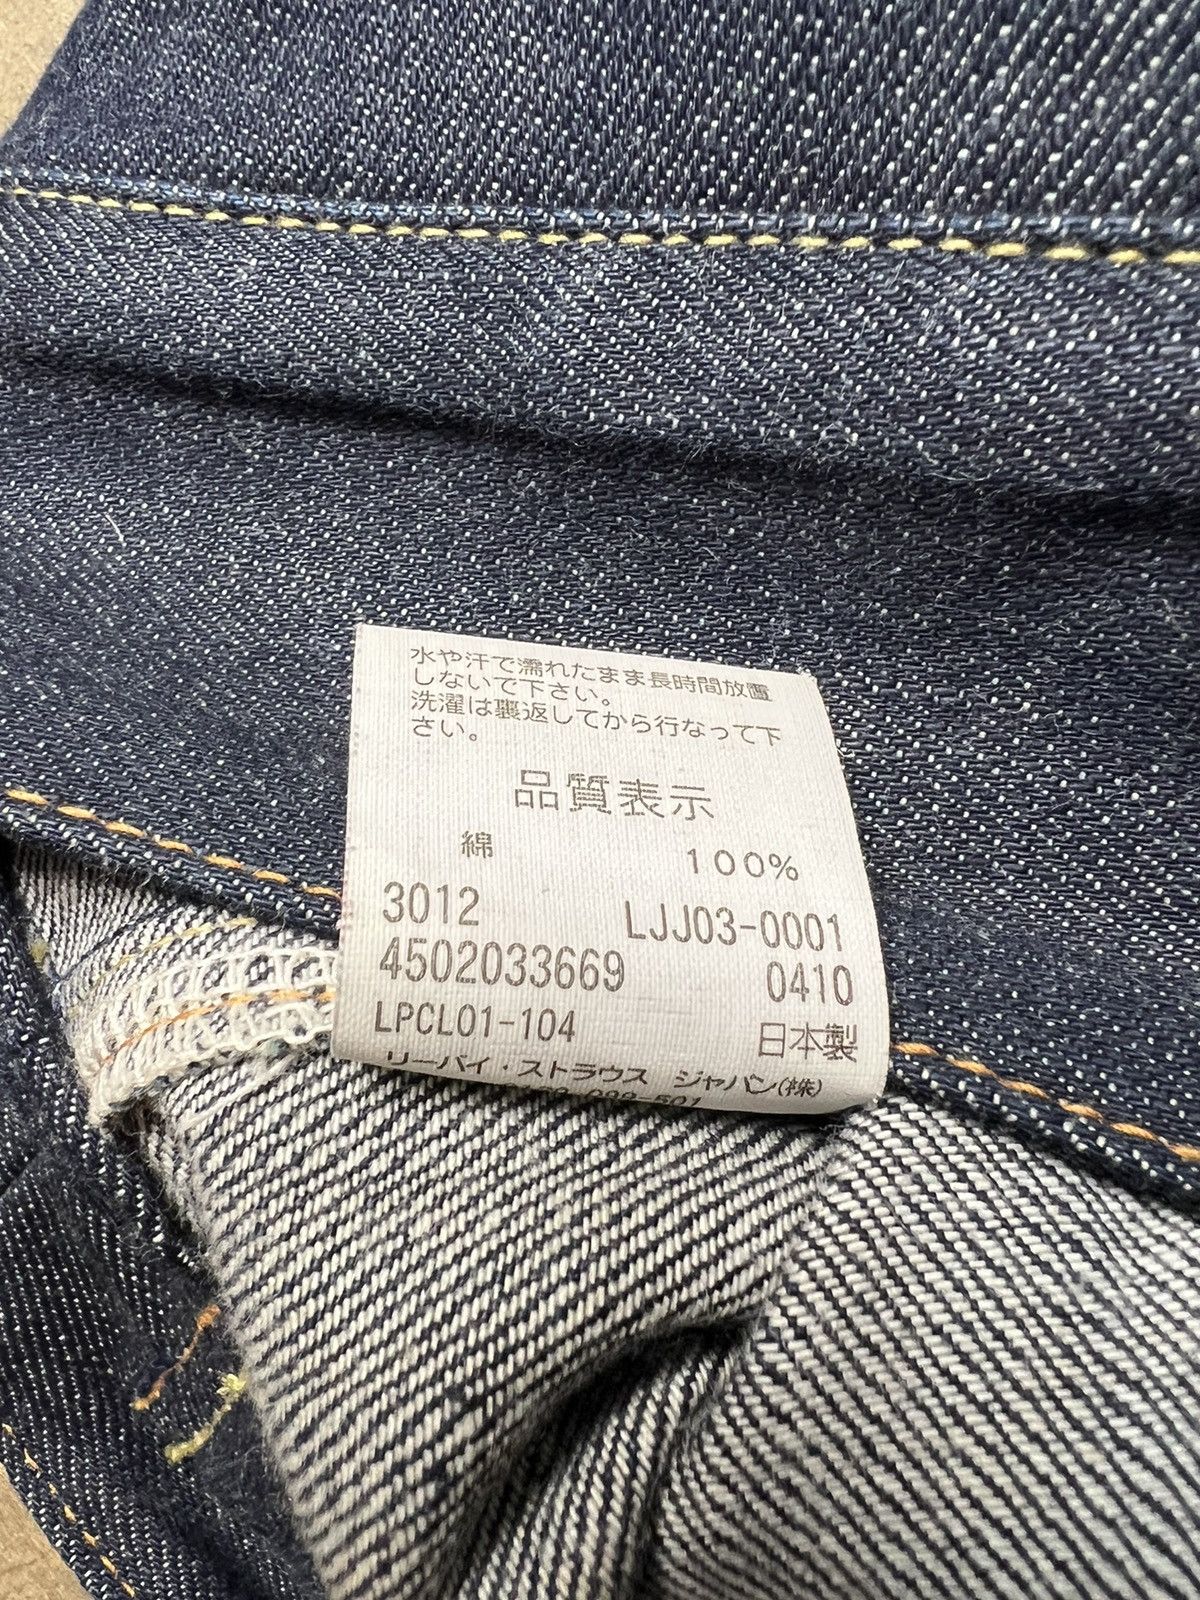 水や汗で濡れたまま長時間放置
しないで下さい。
洗濯は裏返してから行なって下
さい。
品質表示
綿 100%
3012 LJJ03-0001
4502033669 0410
LPCL01-104 日本製
リーバイ・ストラウス ジャパン(株)